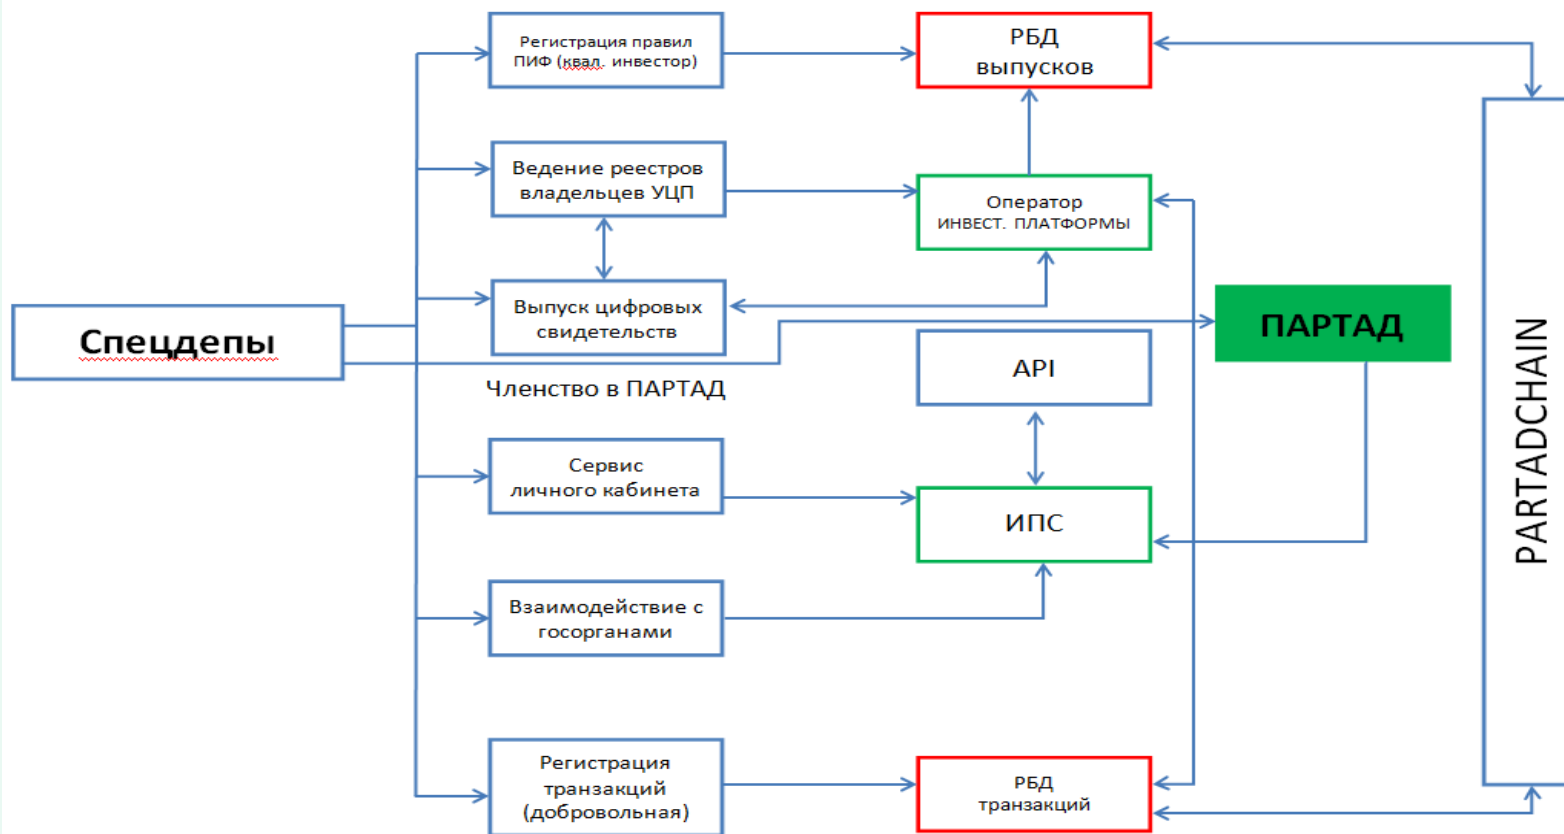 Регистрация правил
ПИФ (квал. инвестор)
РБД
выпусков
Ведение реестров
владельцев УЦП
Оператор
ИНВЕСТ. ПЛАТФОРМЫ
Выпуск цифровых
свидетельств
Спецдепы
ПАРТАД
API
Членство в ПАРТАД
PARTADCHAIN
Сервис
личного кабинета
ИПС
Взаимодействие с
госорганами
Регистрация
транзакций
(добровольная)
РБД
транзакций